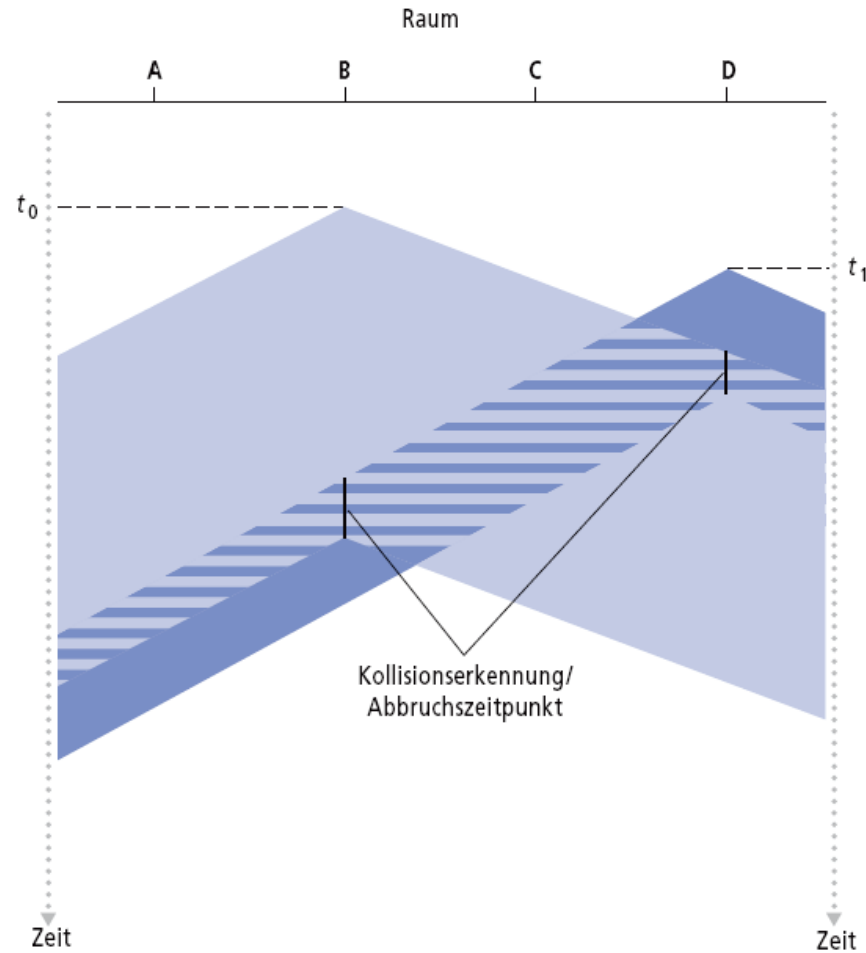 Raum
A B C D
t0
t1
Kollisionserkennung/
Abbruchszeitpunkt
Zeit Zeit